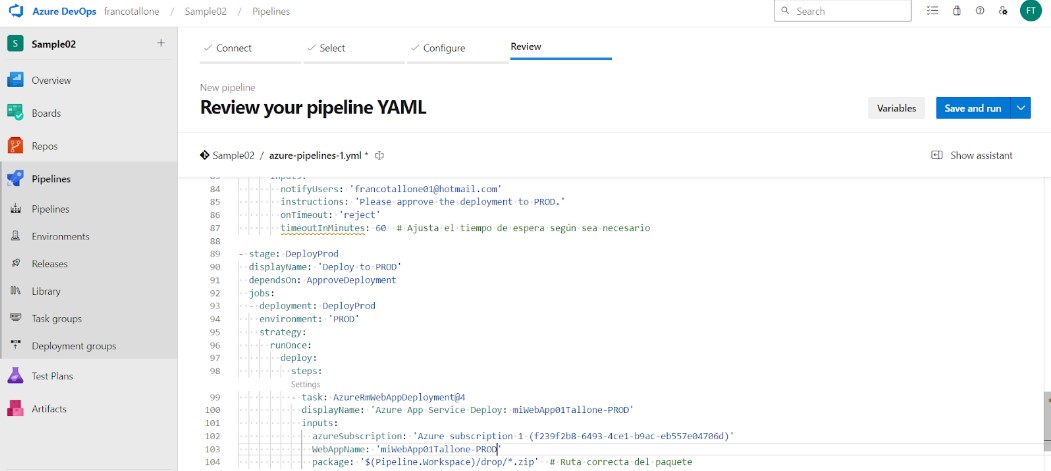 Azure DevOps francotallone / Sample02 / Pipelines Search FT
S Sample02 +
Connect Select Configure Review
Overview
New pipeline
Review your pipeline YAML
Variables Save and run
Boards
Repos
Sample02 / azure-pipelines-1.yml * Show assistant
Pipelines
Pipelines
Environments
Releases
Library
Task groups
Deployment groups
Test Plans
Artifacts
83 inputs:
84 notifyUsers: 'francotallone01@hotmail.com'
85 instructions: 'Please approve the deployment to PROD.'
86 onTimeout: 'reject'
87 timeoutInMinutes: 60 # Ajusta el tiempo de espera según sea necesario
88
89 - stage: DeployProd
90 displayName: 'Deploy to PROD'
91 dependsOn: ApproveDeployment
92 jobs:
93 - deployment: DeployProd
94 environment: 'PROD'
95 strategy:
96 runOnce:
97 deploy:
98 steps:
Settings
99 - task: AzureRmWebAppDeployment@4
100 displayName: 'Azure App Service Deploy: miWebApp01Tallone-PROD'
101 inputs:
102 azureSubscription: 'Azure subscription 1 (f239f2b8-6493-4ce1-b9ac-eb557e04706d)'
103 WebAppName: 'miWebApp01Tallone-PROD'
104 package: '$(Pipeline.Workspace)/drop/*.zip' # Ruta correcta del paquete